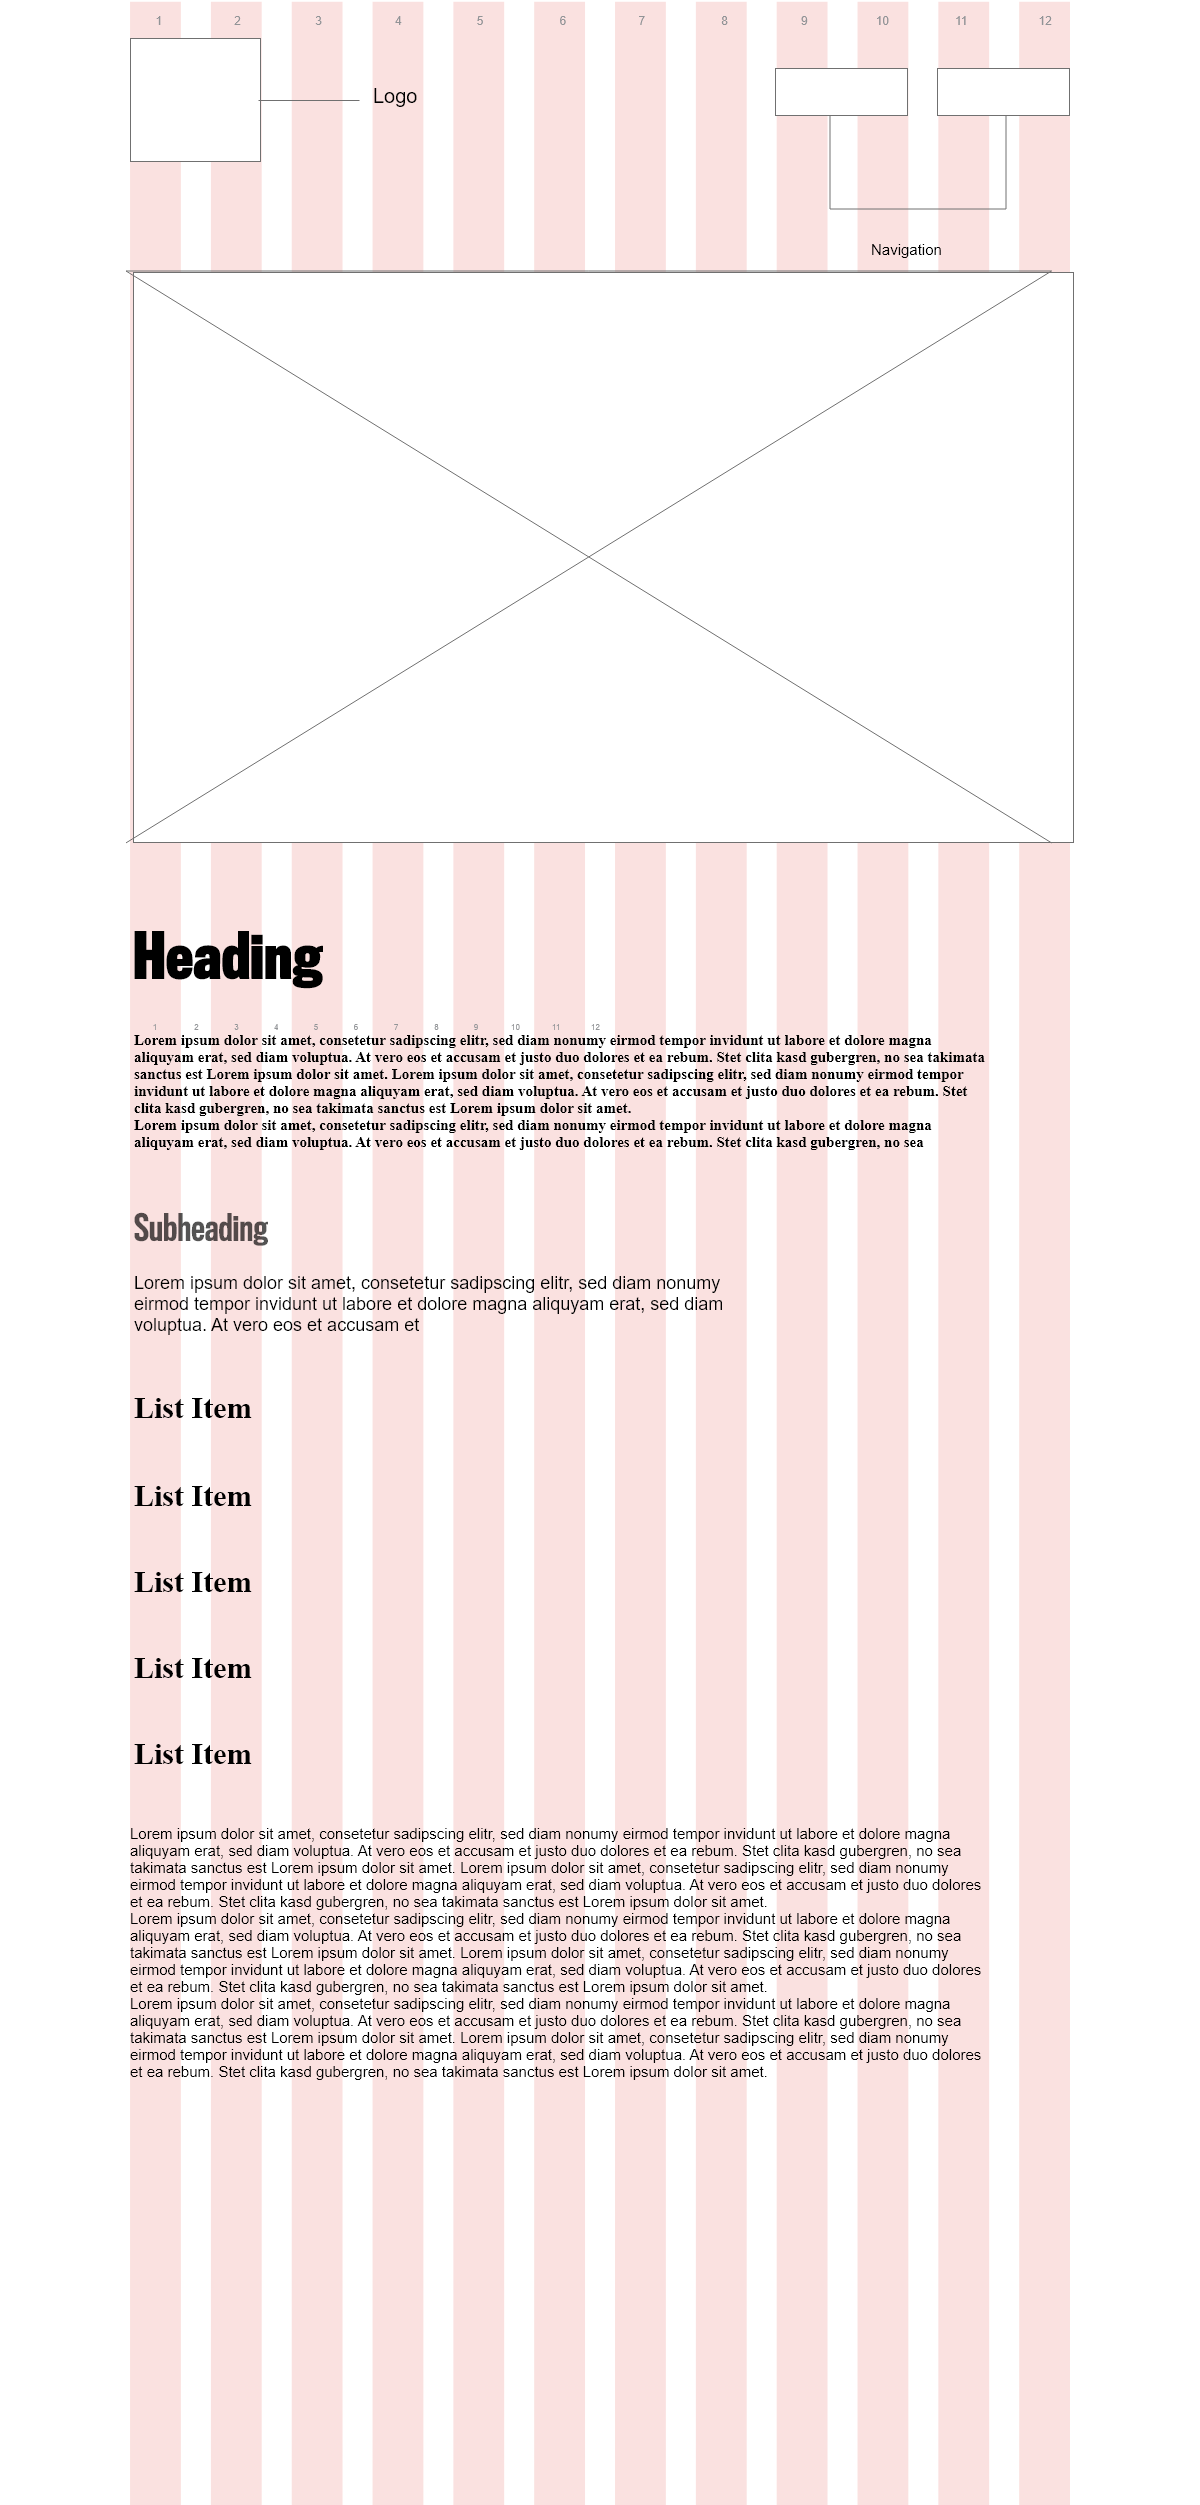 1 2 3 4 5 6 7 8 9 10 11 12
Logo
Navigation
Heading
1 2 3 4 5 6 7 8 9 10 11 12
Lorem ipsum dolor sit amet, consetetur sadipscing elitr, sed diam nonumy eirmod tempor invidunt ut labore et dolore magna
aliquyam erat, sed diam voluptua. At vero eos et accusam et justo duo dolores et ea rebum. Stet clita kasd gubergren, no sea takimata
sanctus est Lorem ipsum dolor sit amet. Lorem ipsum dolor sit amet, consetetur sadipscing elitr, sed diam nonumy eirmod tempor
invidunt ut labore et dolore magna aliquyam erat, sed diam voluptua. At vero eos et accusam et justo duo dolores et ea rebum. Stet
clita kasd gubergren, no sea takimata sanctus est Lorem ipsum dolor sit amet.
Lorem ipsum dolor sit amet, consetetur sadipscing elitr, sed diam nonumy eirmod tempor invidunt ut labore et dolore magna
aliquyam erat, sed diam voluptua. At vero eos et accusam et justo duo dolores et ea rebum. Stet clita kasd gubergren, no sea
Subheading
Lorem ipsum dolor sit amet, consetetur sadipscing elitr, sed diam nonumy
eirmod tempor invidunt ut labore et dolore magna aliquyam erat, sed diam
voluptua. At vero eos et accusam et
List Item
List Item
List Item
List Item
List Item
Lorem ipsum dolor sit amet, consetetur sadipscing elitr, sed diam nonumy eirmod tempor invidunt ut labore et dolore magna
aliquyam erat, sed diam voluptua. At vero eos et accusam et justo duo dolores et ea rebum. Stet clita kasd gubergren, no sea
takimata sanctus est Lorem ipsum dolor sit amet. Lorem ipsum dolor sit amet, consetetur sadipscing elitr, sed diam nonumy
eirmod tempor invidunt ut labore et dolore magna aliquyam erat, sed diam voluptua. At vero eos et accusam et justo duo dolores
et ea rebum. Stet clita kasd gubergren, no sea takimata sanctus est Lorem ipsum dolor sit amet.
Lorem ipsum dolor sit amet, consetetur sadipscing elitr, sed diam nonumy eirmod tempor invidunt ut labore et dolore magna
aliquyam erat, sed diam voluptua. At vero eos et accusam et justo duo dolores et ea rebum. Stet clita kasd gubergren, no sea
takimata sanctus est Lorem ipsum dolor sit amet. Lorem ipsum dolor sit amet, consetetur sadipscing elitr, sed diam nonumy
eirmod tempor invidunt ut labore et dolore magna aliquyam erat, sed diam voluptua. At vero eos et accusam et justo duo dolores
et ea rebum. Stet clita kasd gubergren, no sea takimata sanctus est Lorem ipsum dolor sit amet.
Lorem ipsum dolor sit amet, consetetur sadipscing elitr, sed diam nonumy eirmod tempor invidunt ut labore et dolore magna
aliquyam erat, sed diam voluptua. At vero eos et accusam et justo duo dolores et ea rebum. Stet clita kasd gubergren, no sea
takimata sanctus est Lorem ipsum dolor sit amet. Lorem ipsum dolor sit amet, consetetur sadipscing elitr, sed diam nonumy
eirmod tempor invidunt ut labore et dolore magna aliquyam erat, sed diam voluptua. At vero eos et accusam et justo duo dolores
et ea rebum. Stet clita kasd gubergren, no sea takimata sanctus est Lorem ipsum dolor sit amet.